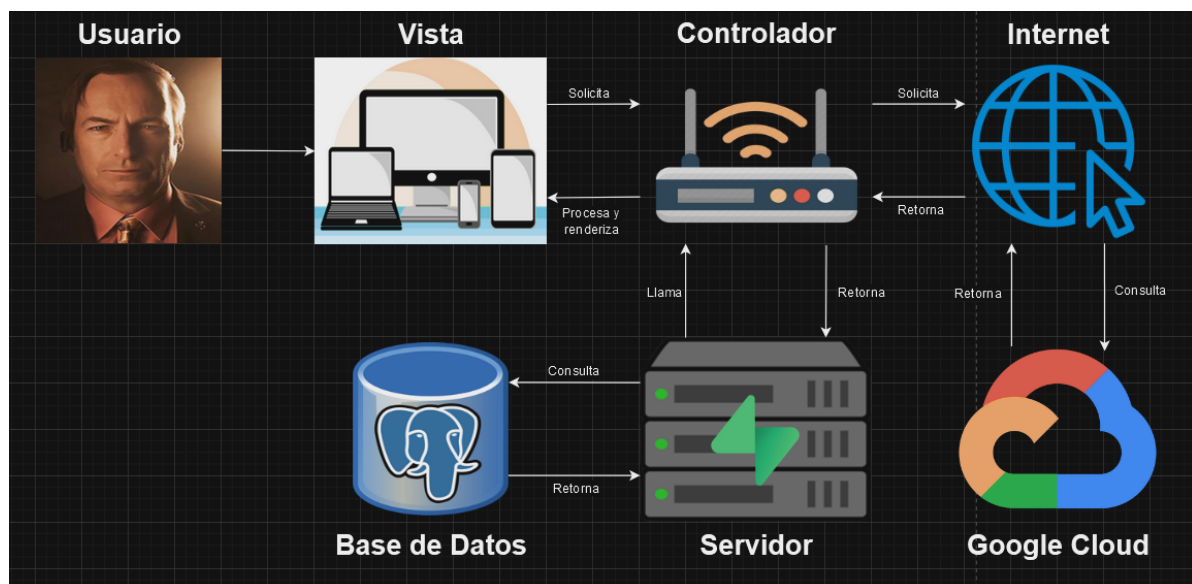 Usuario
Vista
Controlador
Internet
Solicita
Solicita
Procesa y
renderiza
Retorna
Llama
Retorna
Retorna
Consulta
Consulta
Retorna
Base de Datos
Servidor
Google Cloud